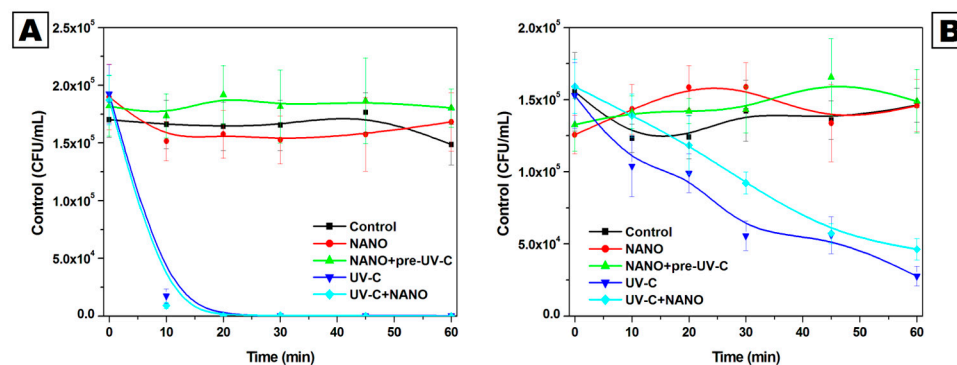 A
Control (CFU/mL)
2.5x10⁵
2.0x10⁵
1.5x10⁵
1.0x10⁵
5.0x10⁴
0.0
Control
NANO
NANO+pre-UV-C
UV-C
UV-C+NANO
0 10 20 30 40 50 60
Time (min)
B
Control (CFU/mL)
2.0x10⁵
1.5x10⁵
1.0x10⁵
5.0x10⁴
0.0
Control
NANO
NANO+pre-UV-C
UV-C
UV-C+NANO
0 10 20 30 40 50 60
Time (min)